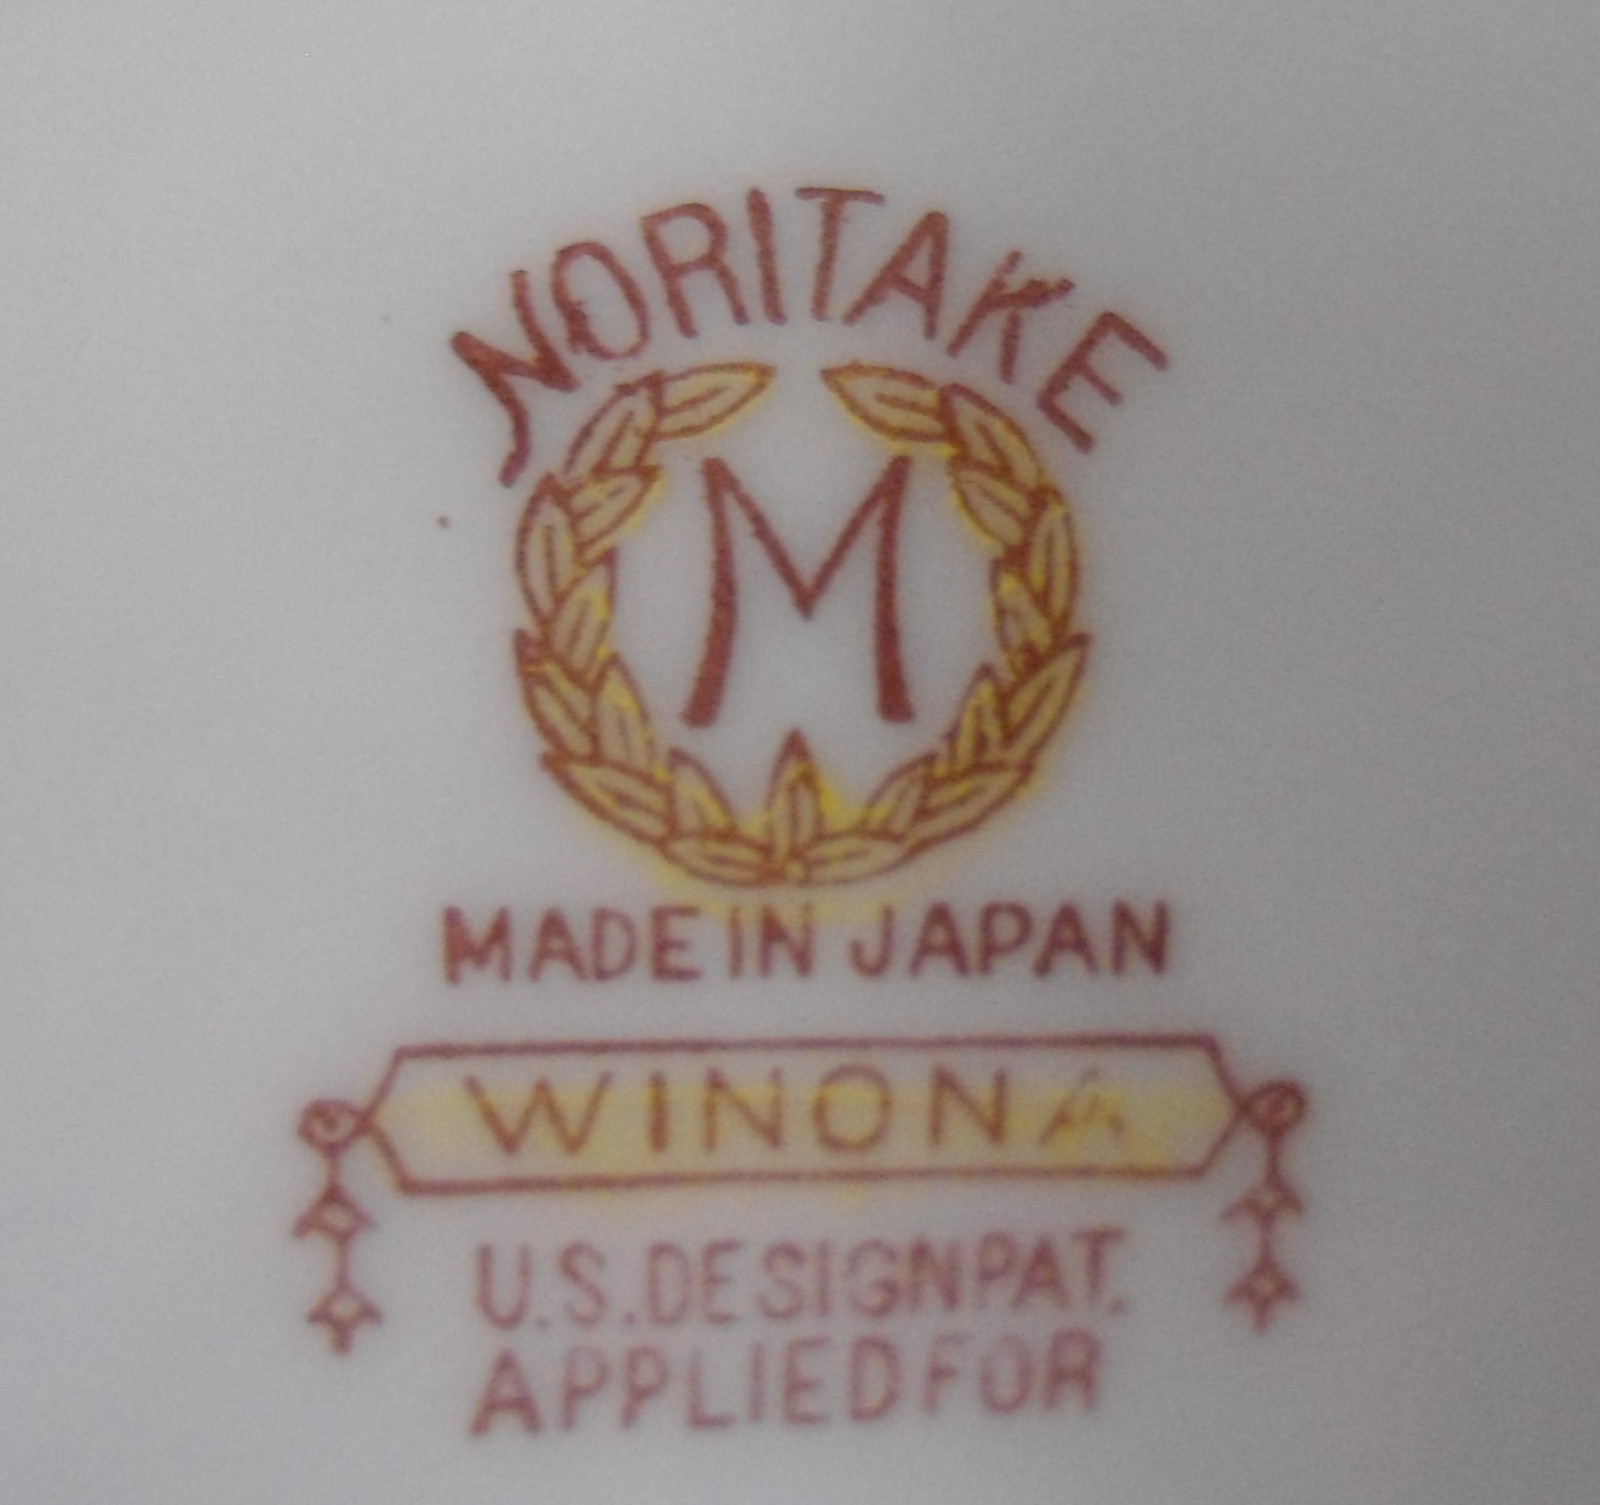 NORITAKE
M
MADE IN JAPAN
WINONA
U.S. DESIGN PAT.
APPLIED FOR